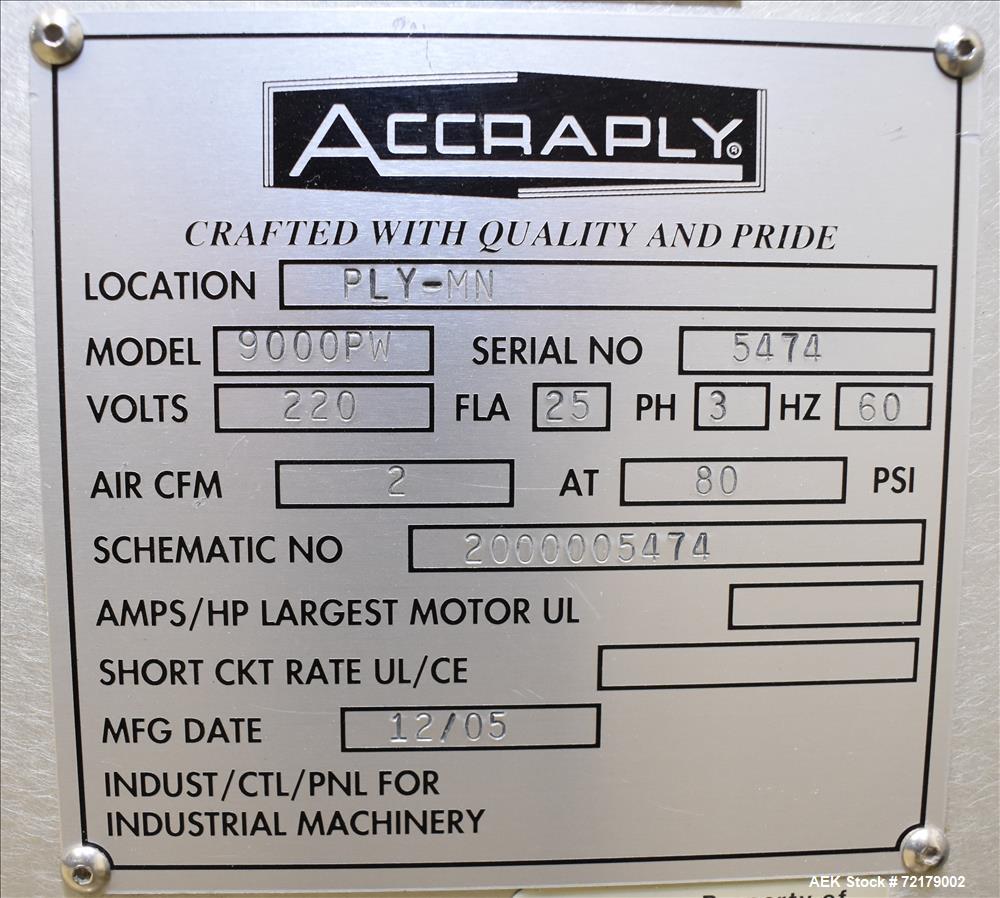 ACCRAPLY®
CRAFTED WITH QUALITY AND PRIDE
LOCATION PLY-MN
MODEL 9000PW SERIAL NO 5474
VOLTS 220 FLA 25 PH 3 HZ 60
AIR CFM 2 AT 80 PSI
SCHEMATIC NO 2000005474
AMPS/HP LARGEST MOTOR UL
SHORT CKT RATE UL/CE
MFG DATE 12/05
INDUST/CTL/PNL FOR
INDUSTRIAL MACHINERY
AEK Stock # 72179002
Property of